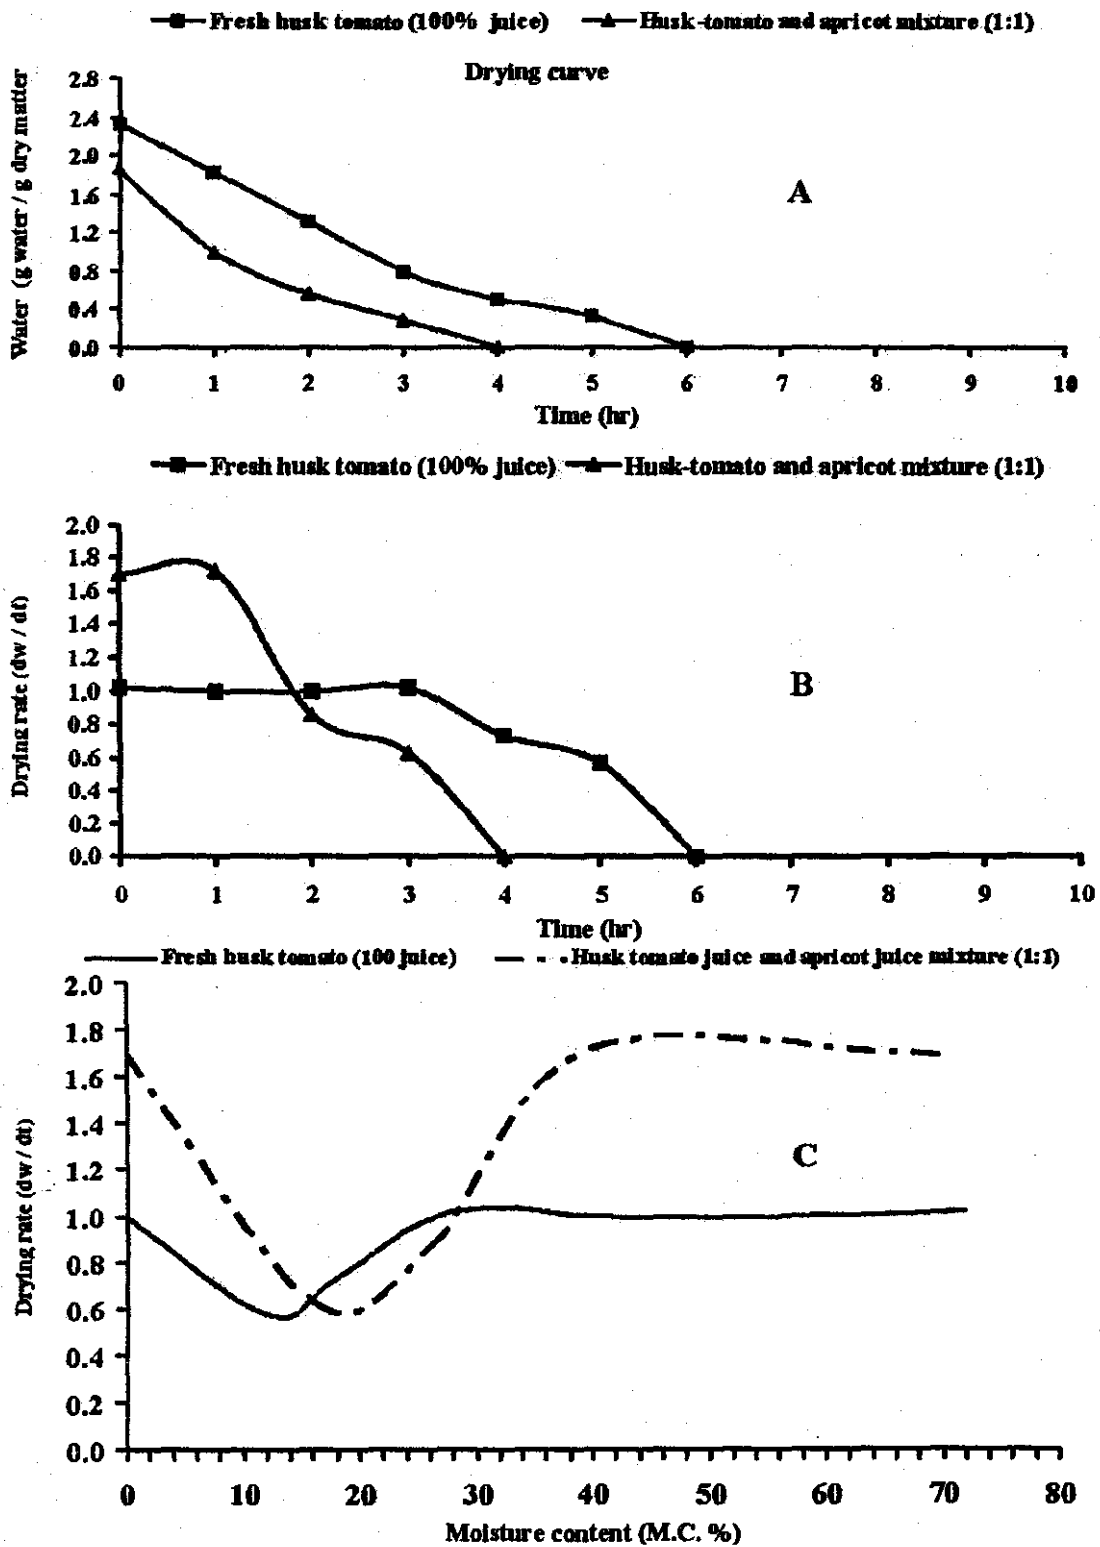 Fresh husk tomato (100% juice) Husk-tomato and apricot mixture (1:1)
Drying curve
Water (g water / g dry matter
2.8
2.4
2.0
1.6
1.2
0.8
0.4
0.0
A
0 1 2 3 4 5 6 7 8 9 10
Time (hr)
Fresh husk tomato (100% juice) Husk-tomato and apricot mixture (1:1)
Drying rate (dw / dt)
2.0
1.8
1.6
1.4
1.2
1.0
0.8
0.6
0.4
0.2
0.0
B
0 1 2 3 4 5 6 7 8 9 10
Time (hr)
Fresh husk tomato (100 juice) Husk tomato juice and apricot juice mixture (1:1)
Drying rate (dw / dt)
2.0
1.8
1.6
1.4
1.2
1.0
0.8
0.6
0.4
0.2
0.0
C
0 10 20 30 40 50 60 70 80
Moisture content (M.C. %)